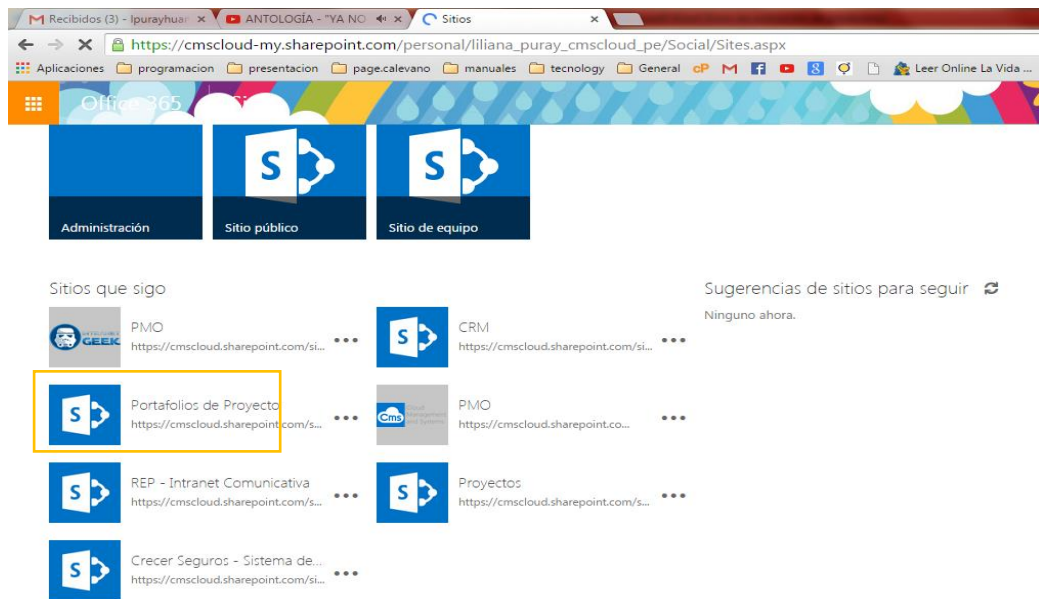 Recibidos (3) - lpurayhuar
ANTOLOGÍA - "YA NO
Sitios
https://cmscloud-my.sharepoint.com/personal/liliana_puray_cmscloud_pe/Social/Sites.aspx
Aplicaciones programacion presentacion page.calevano manuales tecnology General Leer Online La Vida ...
Office 365
Administración
Sitio público
Sitio de equipo
Sitios que sigo
Sugerencias de sitios para seguir
Ninguno ahora.
PMO
https://cmscloud.sharepoint.com/si...
CRM
https://cmscloud.sharepoint.com/si...
GEEK
Portafolios de Proyecto
https://cmscloud.sharepoint.com/s...
PMO
https://cmscloud.sharepoint.co...
Cms
REP - Intranet Comunicativa
https://cmscloud.sharepoint.com/s...
Proyectos
https://cmscloud.sharepoint.com/s...
Crecer Seguros - Sistema de...
https://cmscloud.sharepoint.com/si...